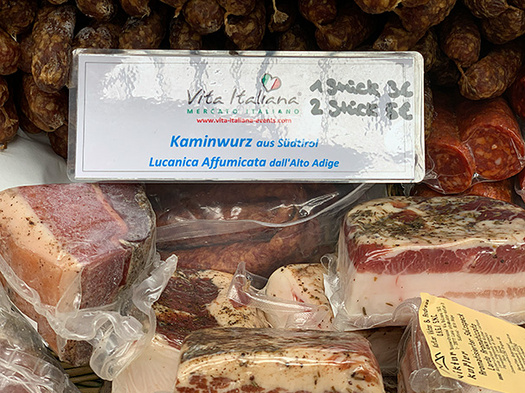 Vita Italiana
MERCATO ITALIANO
www.vita-italiana-events.com
1 Stück 3€
2 Stück 5€
Kaminwurz aus Südtirol
Lucanica Affumicata dall'Alto Adige